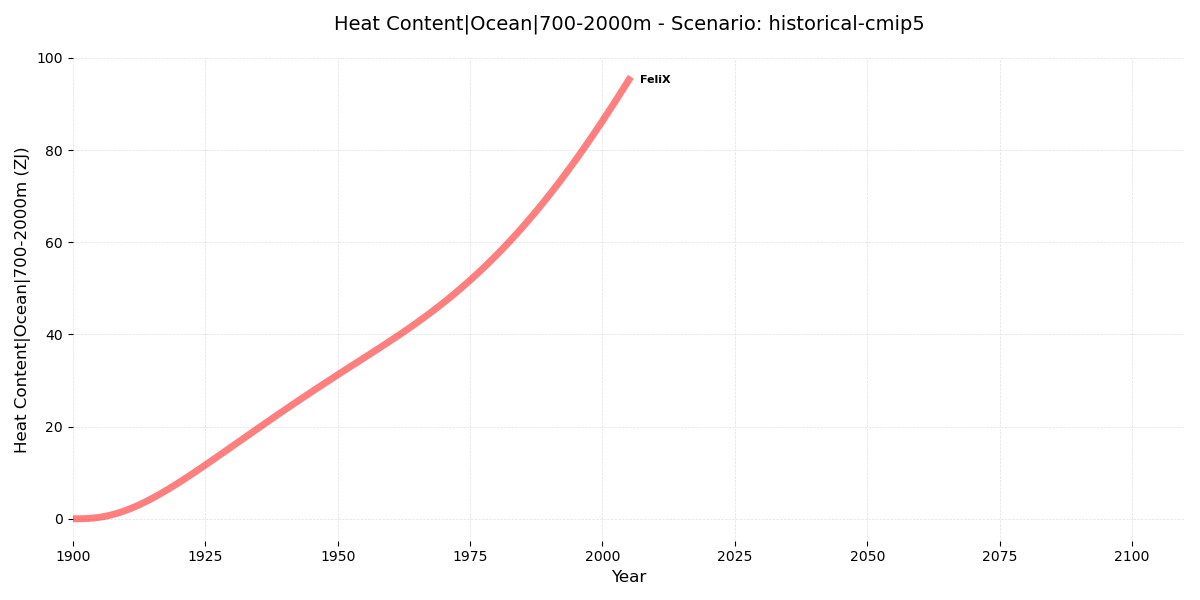 Heat Content|Ocean|700-2000m - Scenario: historical-cmip5
Heat Content|Ocean|700-2000m (ZJ)
100
80
60
40
20
0
FeliX
1900 1925 1950 1975 2000 2025 2050 2075 2100
Year